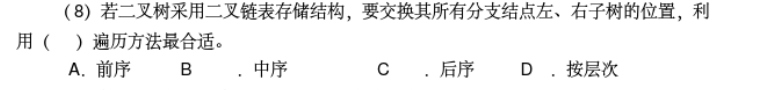 (8) 若二叉树采用二叉链表存储结构，要交换其所有分支结点左、右子树的位置，利
用 (    ) 遍历方法最合适。
A. 前序    B    . 中序    C    . 后序    D  . 按层次